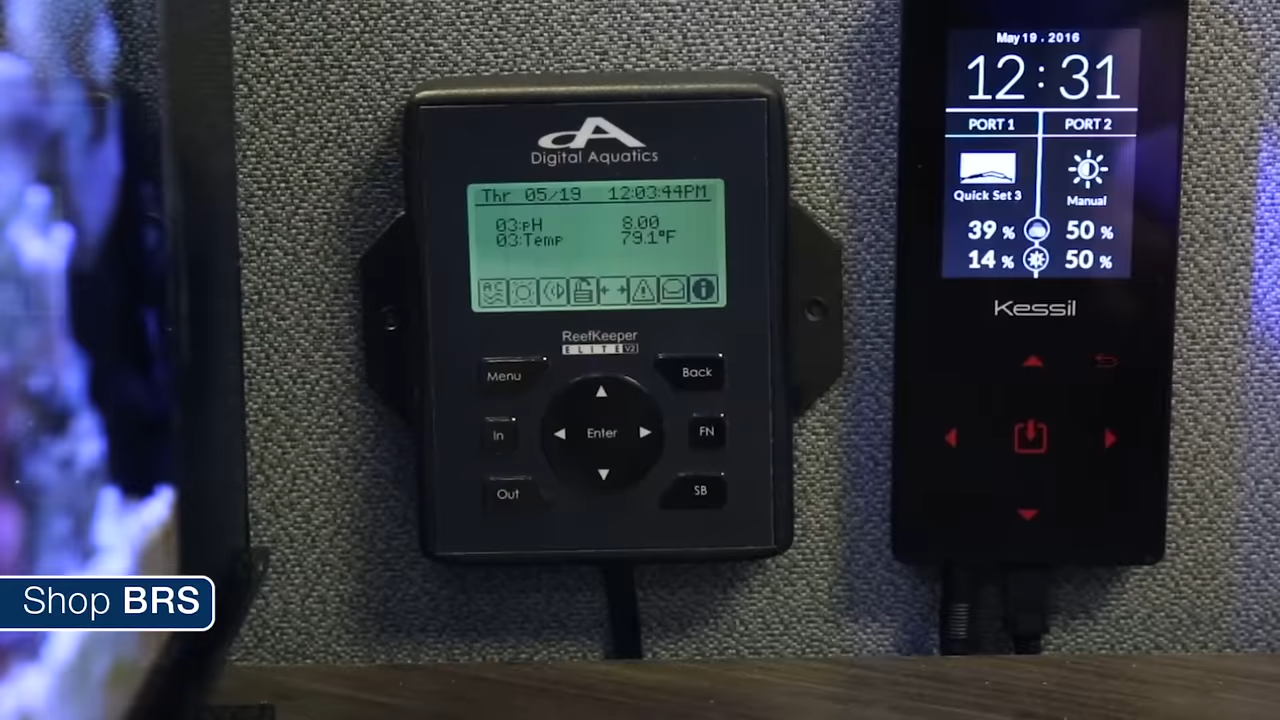 dA
Digital Aquatics
Thr 05/19 12:03:44PM
03:pH 8.00
03:Temp 79.1°F
AC
ReefKeeper
ELITE V2
Menu
Back
In
Enter
FN
Out
SB
May 19 . 2016
12:31
PORT 1
PORT 2
Quick Set 3
Manual
39 % 50 %
14 % 50 %
Kessil
Shop BRS